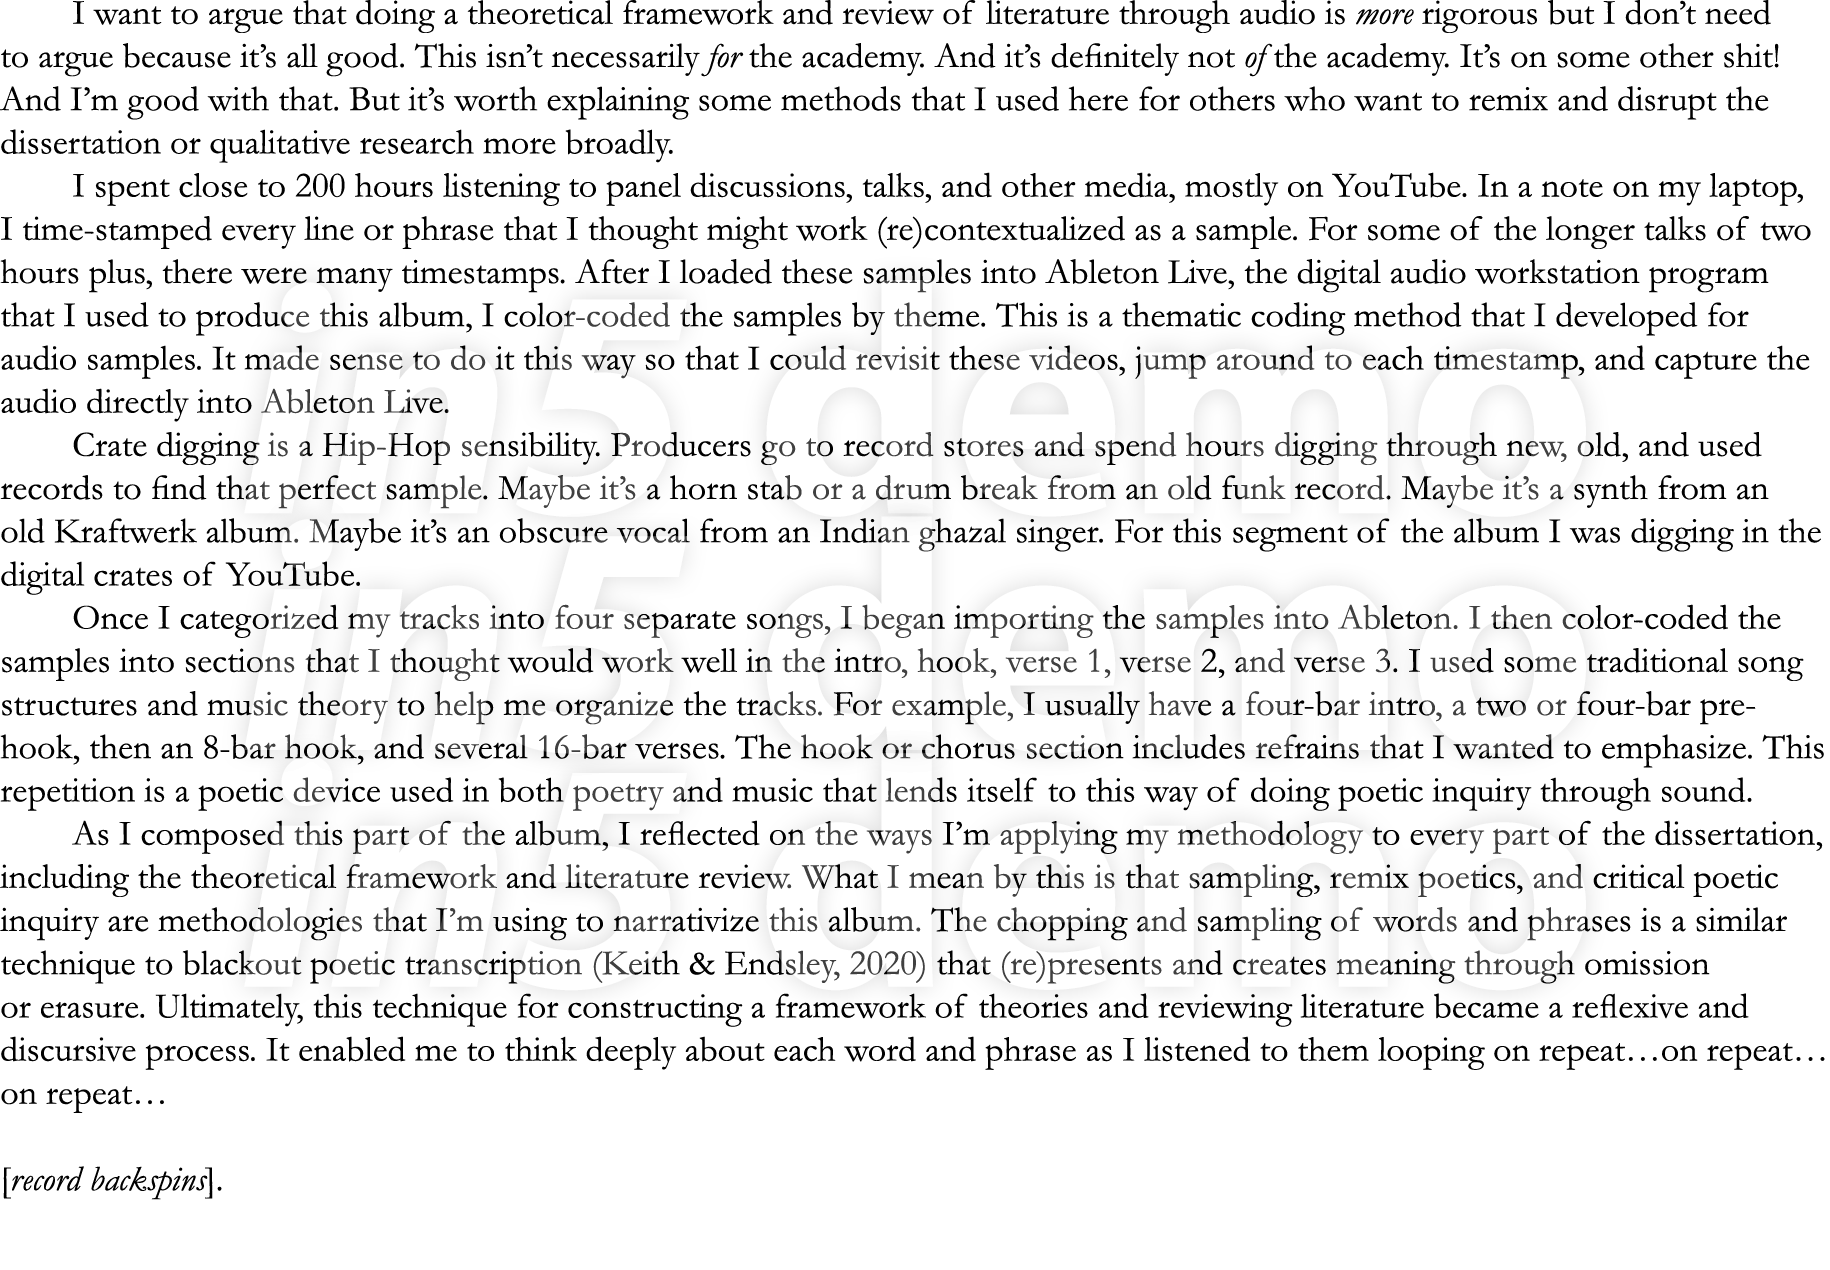 I want to argue that doing a theoretical framework and review of literature through audio is more rigorous but I don’t need
to argue because it’s all good. This isn’t necessarily for the academy. And it’s definitely not of the academy. It’s on some other shit!
And I’m good with that. But it’s worth explaining some methods that I used here for others who want to remix and disrupt the
dissertation or qualitative research more broadly.
I spent close to 200 hours listening to panel discussions, talks, and other media, mostly on YouTube. In a note on my laptop,
I time-stamped every line or phrase that I thought might work (re)contextualized as a sample. For some of the longer talks of two
hours plus, there were many timestamps. After I loaded these samples into Ableton Live, the digital audio workstation program
that I used to produce this album, I color-coded the samples by theme. This is a thematic coding method that I developed for
audio samples. It made sense to do it this way so that I could revisit these videos, jump around to each timestamp, and capture the
audio directly into Ableton Live.
Crate digging is a Hip-Hop sensibility. Producers go to record stores and spend hours digging through new, old, and used
records to find that perfect sample. Maybe it’s a horn stab or a drum break from an old funk record. Maybe it’s a synth from an
old Kraftwerk album. Maybe it’s an obscure vocal from an Indian ghazal singer. For this segment of the album I was digging in the
digital crates of YouTube.
Once I categorized my tracks into four separate songs, I began importing the samples into Ableton. I then color-coded the
samples into sections that I thought would work well in the intro, hook, verse 1, verse 2, and verse 3. I used some traditional song
structures and music theory to help me organize the tracks. For example, I usually have a four-bar intro, a two or four-bar pre-
hook, then an 8-bar hook, and several 16-bar verses. The hook or chorus section includes refrains that I wanted to emphasize. This
repetition is a poetic device used in both poetry and music that lends itself to this way of doing poetic inquiry through sound.
As I composed this part of the album, I reflected on the ways I’m applying my methodology to every part of the dissertation,
including the theoretical framework and literature review. What I mean by this is that sampling, remix poetics, and critical poetic
inquiry are methodologies that I’m using to narrativize this album. The chopping and sampling of words and phrases is a similar
technique to blackout poetic transcription (Keith & Endsley, 2020) that (re)presents and creates meaning through omission
or erasure. Ultimately, this technique for constructing a framework of theories and reviewing literature became a reflexive and
discursive process. It enabled me to think deeply about each word and phrase as I listened to them looping on repeat…on repeat…
on repeat…
[record backspins].
in5 demo
in5 demo
in5 demo